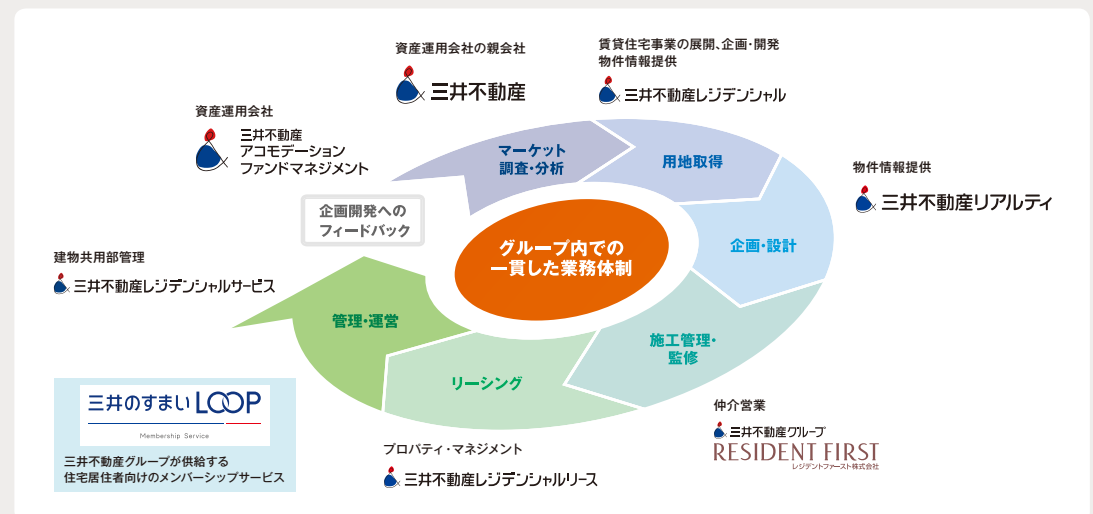 資産運用会社の親会社
三井不動産
賃貸住宅事業の展開、企画・開発
物件情報提供
三井不動産レジデンシャル
資産運用会社
三井不動産
アコモデーション
ファンドマネジメント
マーケット
調査・分析
用地取得
物件情報提供
三井不動産リアルティ
企画開発への
フィードバック
グループ内での
一貫した業務体制
企画・設計
建物共用部管理
三井不動産レジデンシャルサービス
管理・運営
施工管理・
監修
リーシング
三井のすまいLOOP
Membership Service
三井不動産グループが供給する
住宅居住者向けのメンバーシップサービス
プロパティ・マネジメント
三井不動産レジデンシャルリース
仲介営業
三井不動産グループ
RESIDENT FIRST
レジデントファースト株式会社